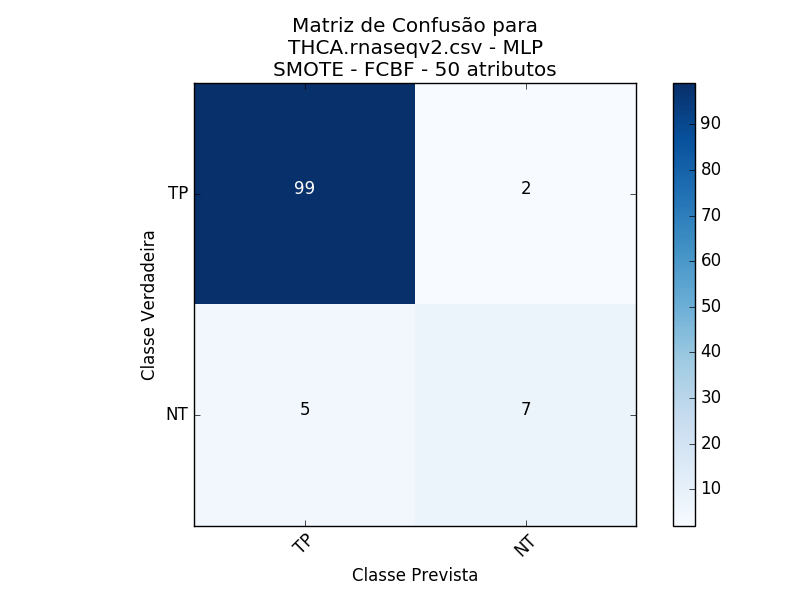 Matriz de Confusão para
THCA.rnaseqv2.csv - MLP
SMOTE - FCBF - 50 atributos
TP
99
2
NT
5
7
TP
NT
Classe Verdadeira
Classe Prevista
90
80
70
60
50
40
30
20
10